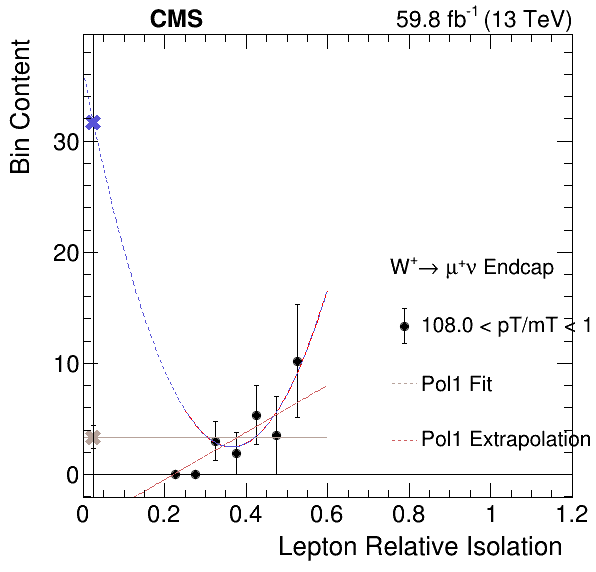 CMS 59.8 fb⁻¹ (13 TeV)
Bin Content
30
20
10
0
W⁺→ μ⁺ν Endcap
108.0 < pT/mT < 1
Pol1 Fit
Pol1 Extrapolation
0 0.2 0.4 0.6 0.8 1 1.2
Lepton Relative Isolation